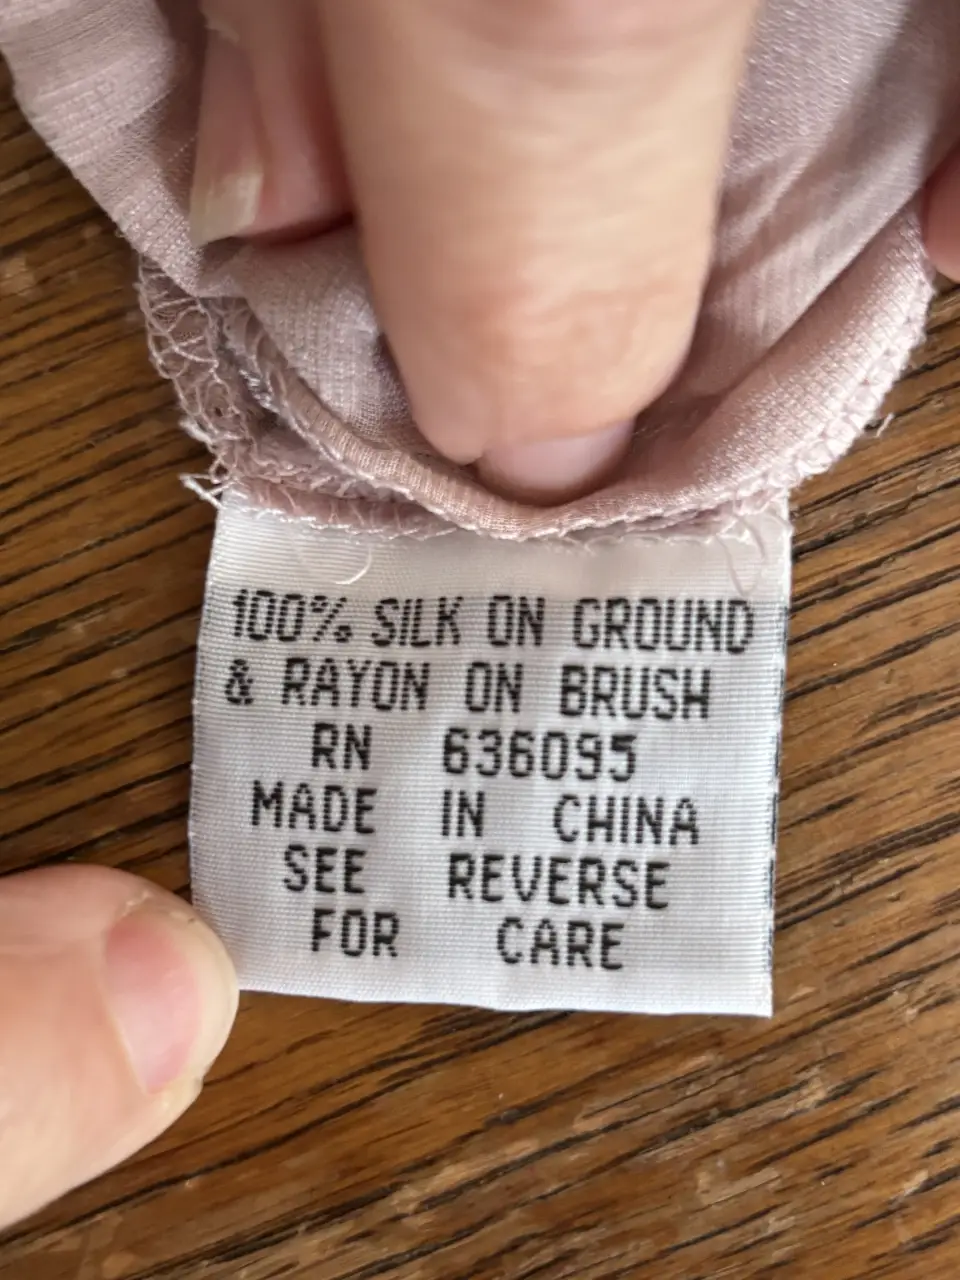 100% SILK ON GROUND
& RAYON ON BRUSH
RN 636095
MADE IN CHINA
SEE REVERSE
FOR CARE